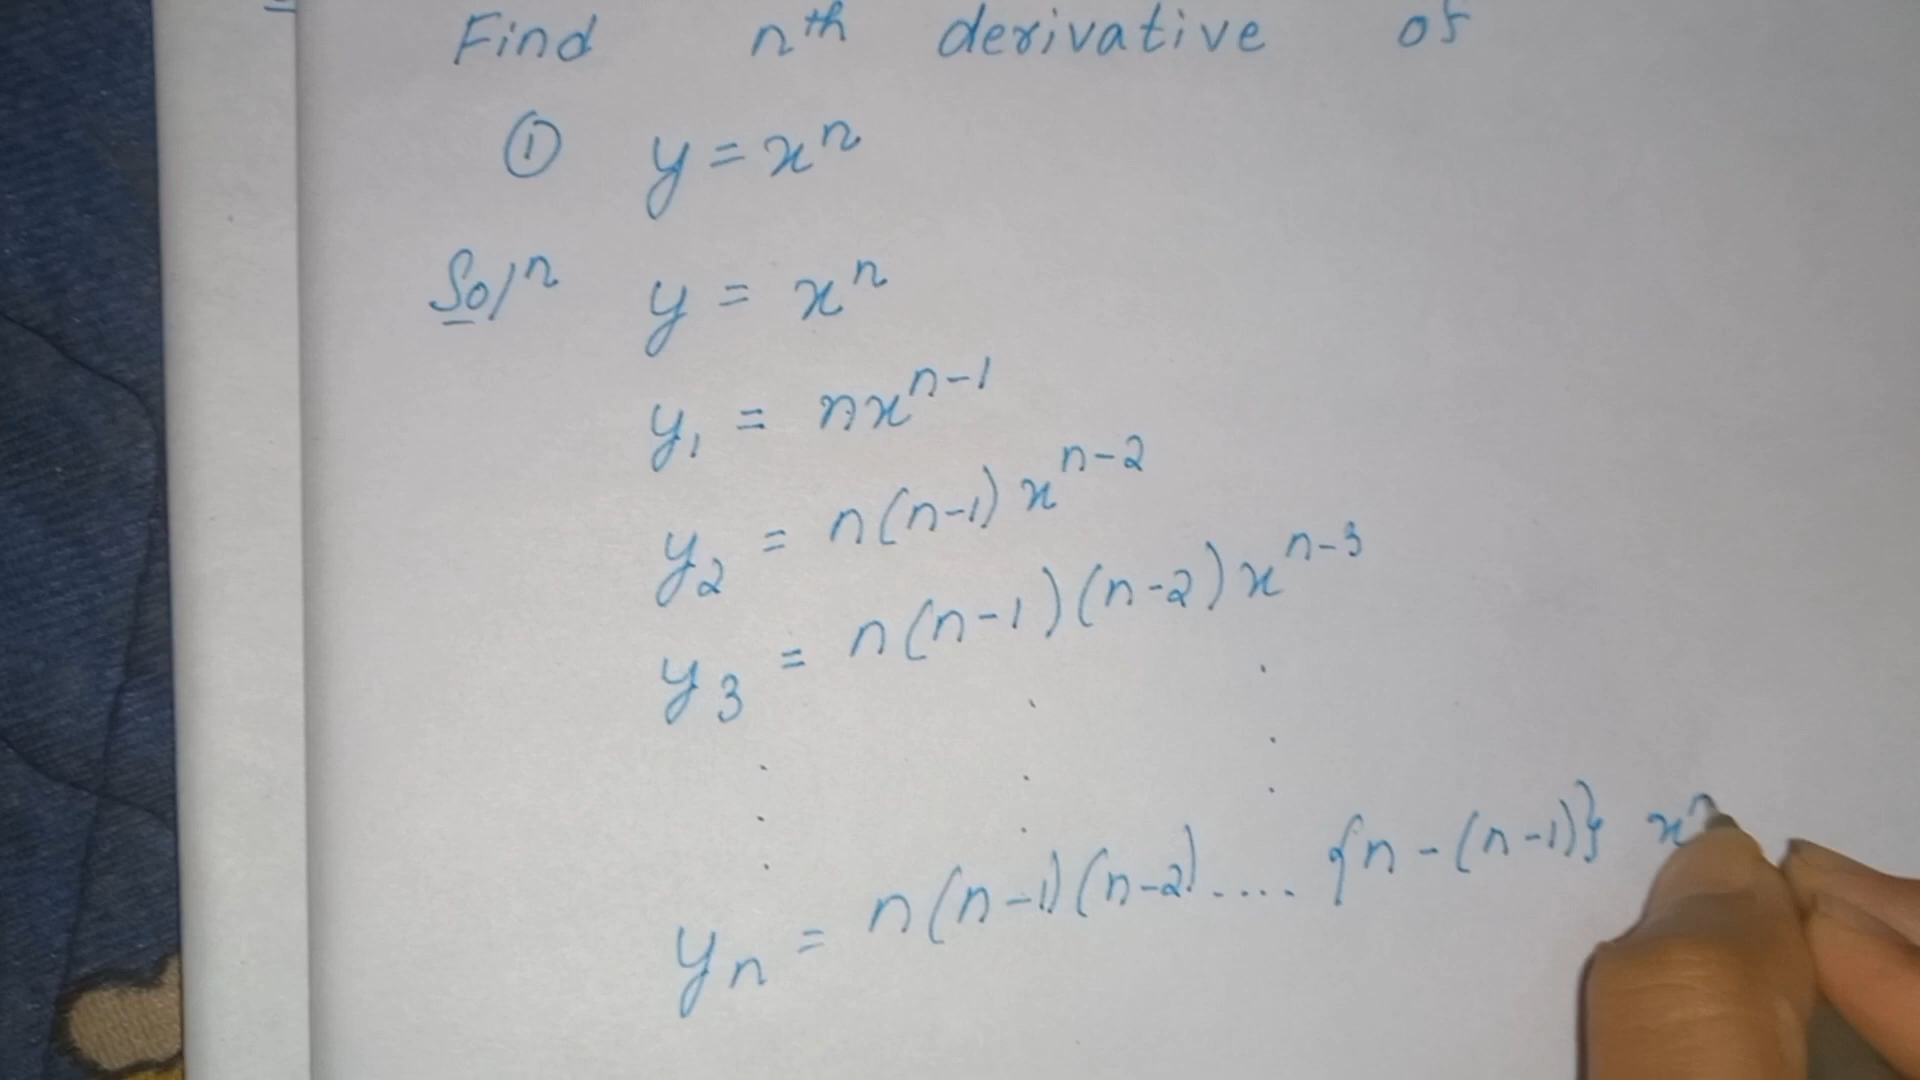 Find nth derivative of
① y = xⁿ
Solⁿ y = xⁿ
y₁ = nxⁿ⁻¹
y₂ = n(n-1) xⁿ⁻²
y₃ = n(n-1)(n-2) xⁿ⁻³
. . .
. . .
. . .
yₙ = n(n-1)(n-2).... {n-(n-1)} xⁿ